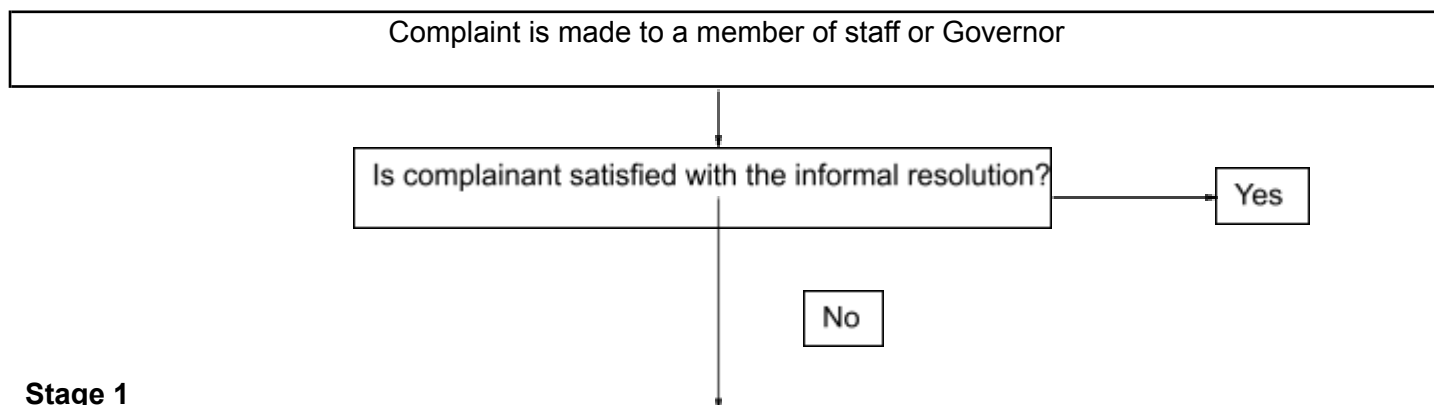 Complaint is made to a member of staff or Governor
Is complainant satisfied with the informal resolution?
Yes
No
Stage 1